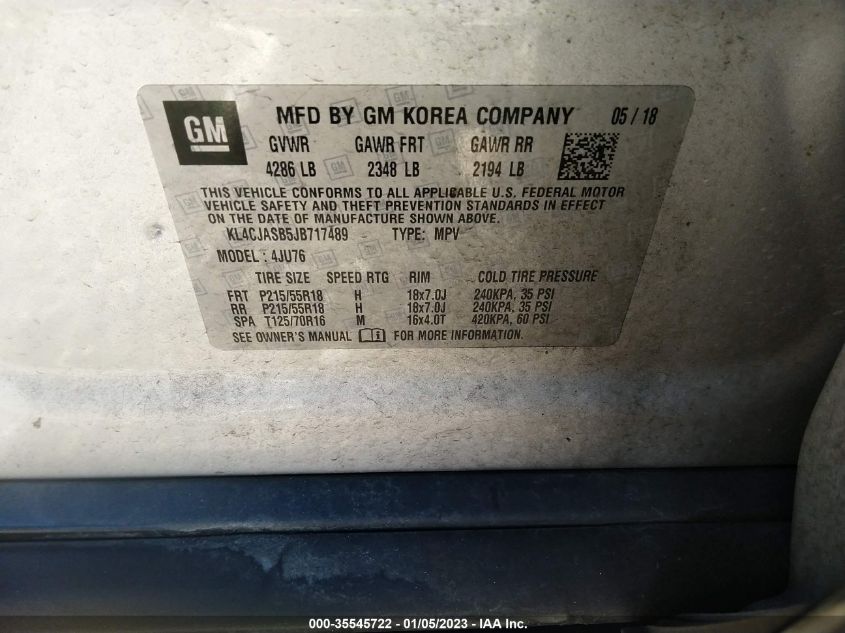 GM
MFD BY GM KOREA COMPANY 05/18
GVWR GAWR FRT GAWR RR
4286 LB 2348 LB 2194 LB
THIS VEHICLE CONFORMS TO ALL APPLICABLE U.S. FEDERAL MOTOR
VEHICLE SAFETY AND THEFT PREVENTION STANDARDS IN EFFECT
ON THE DATE OF MANUFACTURE SHOWN ABOVE.
KL4CJASB5JB717489 TYPE: MPV
MODEL: 4JU76
TIRE SIZE SPEED RTG RIM COLD TIRE PRESSURE
FRT P215/55R18 H 18x7.0J 240KPA, 35 PSI
RR P215/55R18 H 18x7.0J 240KPA, 35 PSI
SPA T125/70R16 M 16x4.0T 420KPA, 60 PSI
SEE OWNER'S MANUAL FOR MORE INFORMATION.
000-35545722 - 01/05/2023 - IAA Inc.